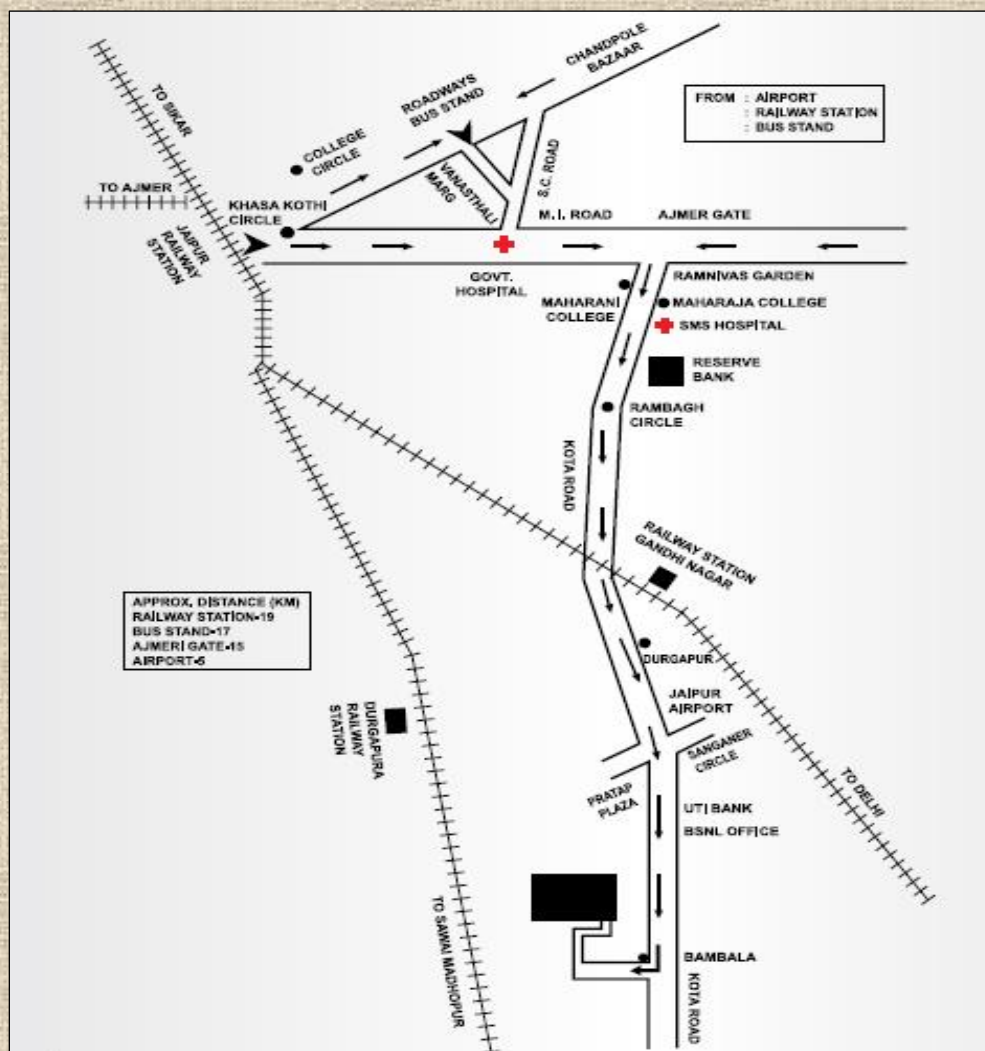 CHANDPOLE
BAZAAR
TO SIKAR
ROADWAYS
BUS STAND
FROM : AIRPORT
: RAILWAY STATION
: BUS STAND
COLLEGE
CIRCLE
S.C. ROAD
VANASTHALI
MARG
TO AJMER
KHASA KOTHI
CIRCLE
JAIPUR
RAILWAY
STATION
M.I. ROAD
AJMER GATE
GOVT.
HOSPITAL
RAMNIVAS GARDEN
MAHARANI
COLLEGE
MAHARAJA COLLEGE
SMS HOSPITAL
RESERVE
BANK
RAMBAGH
CIRCLE
KOTA ROAD
RAILWAY STATION
GANDHI NAGAR
APPROX. DISTANCE (KM)
RAILWAY STATION-19
BUS STAND-17
AJMERI GATE-15
AIRPORT-5
DURGAPUR
DURGAPURA
RAILWAY
STATION
JAIPUR
AIRPORT
SANGANER
CIRCLE
PRATAP
PLAZA
TO DELHI
UTI BANK
BSNL OFFICE
TO SAWAI MADHOPUR
BAMBALA
KOTA ROAD